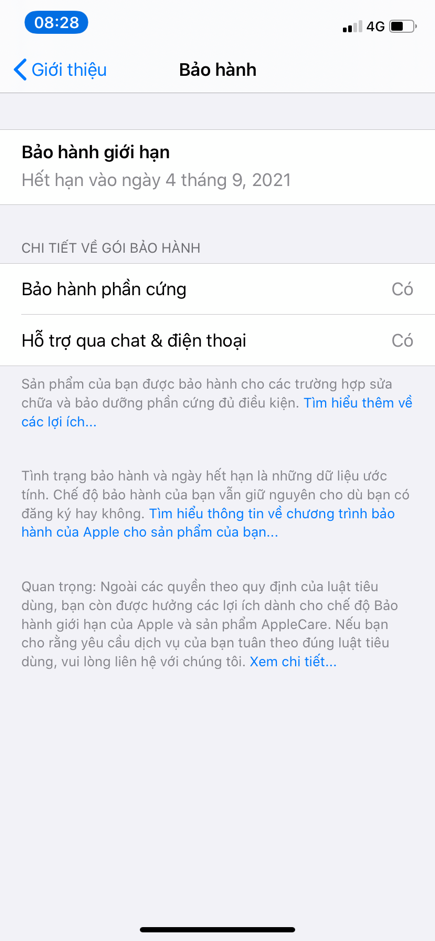 08:28
4G
Giới thiệu
Bảo hành
Bảo hành giới hạn
Hết hạn vào ngày 4 tháng 9, 2021
CHI TIẾT VỀ GÓI BẢO HÀNH
Bảo hành phần cứng Có
Hỗ trợ qua chat & điện thoại Có
Sản phẩm của bạn được bảo hành cho các trường hợp sửa
chữa và bảo dưỡng phần cứng đủ điều kiện. Tìm hiểu thêm về
các lợi ích...
Tình trạng bảo hành và ngày hết hạn là những dữ liệu ước
tính. Chế độ bảo hành của bạn vẫn giữ nguyên cho dù bạn có
đăng ký hay không. Tìm hiểu thông tin về chương trình bảo
hành của Apple cho sản phẩm của bạn...
Quan trọng: Ngoài các quyền theo quy định của luật tiêu
dùng, bạn còn được hưởng các lợi ích dành cho chế độ Bảo
hành giới hạn của Apple và sản phẩm AppleCare. Nếu bạn
cho rằng yêu cầu dịch vụ của bạn tuân theo đúng luật tiêu
dùng, vui lòng liên hệ với chúng tôi. Xem chi tiết...